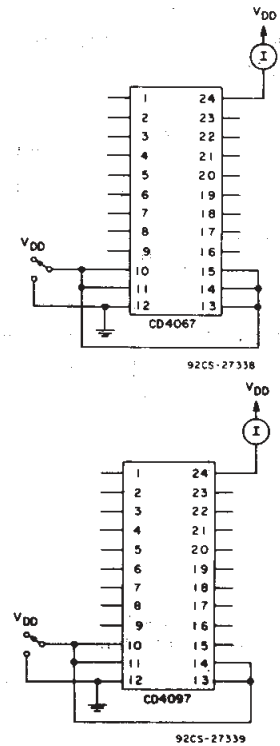 VDD
I
1 24
2 23
3 22
4 21
5 20
6 19
7 18
8 17
9 16
VDD
10 15
11 14
12 13
CD4067
92CS-27338
VDD
I
1 24
2 23
3 22
4 21
5 20
6 19
7 18
8 17
9 16
VDD
10 15
11 14
12 13
CD4097
92CS-27339